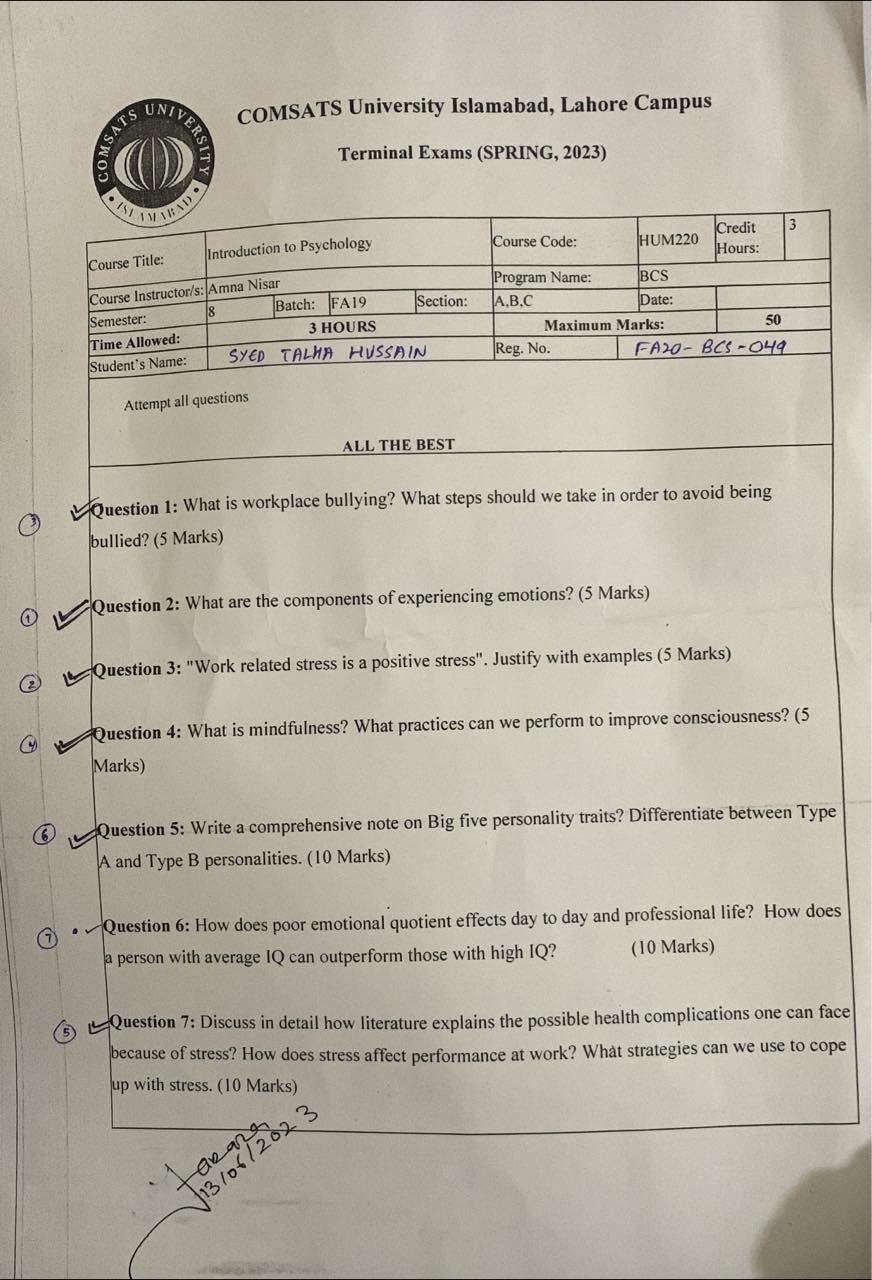 COMSATS UNIVERSITY
• ISLAMABAD •
COMSATS University Islamabad, Lahore Campus
Terminal Exams (SPRING, 2023)
Course Title: Introduction to Psychology Course Code: HUM220 Credit Hours: 3
Course Instructor/s: Amna Nisar Program Name: BCS
Semester: 8 Batch: FA19 Section: A,B,C Date:
Time Allowed: 3 HOURS Maximum Marks: 50
Student's Name: SYED TALHA HUSSAIN Reg. No. FA20-BCS-049
Attempt all questions
ALL THE BEST
3 Question 1: What is workplace bullying? What steps should we take in order to avoid being
bullied? (5 Marks)
1 Question 2: What are the components of experiencing emotions? (5 Marks)
2 Question 3: "Work related stress is a positive stress". Justify with examples (5 Marks)
4 Question 4: What is mindfulness? What practices can we perform to improve consciousness? (5
Marks)
6 Question 5: Write a comprehensive note on Big five personality traits? Differentiate between Type
A and Type B personalities. (10 Marks)
7 Question 6: How does poor emotional quotient effects day to day and professional life? How does
a person with average IQ can outperform those with high IQ? (10 Marks)
5 Question 7: Discuss in detail how literature explains the possible health complications one can face
because of stress? How does stress affect performance at work? What strategies can we use to cope
up with stress. (10 Marks)
13/06/2023